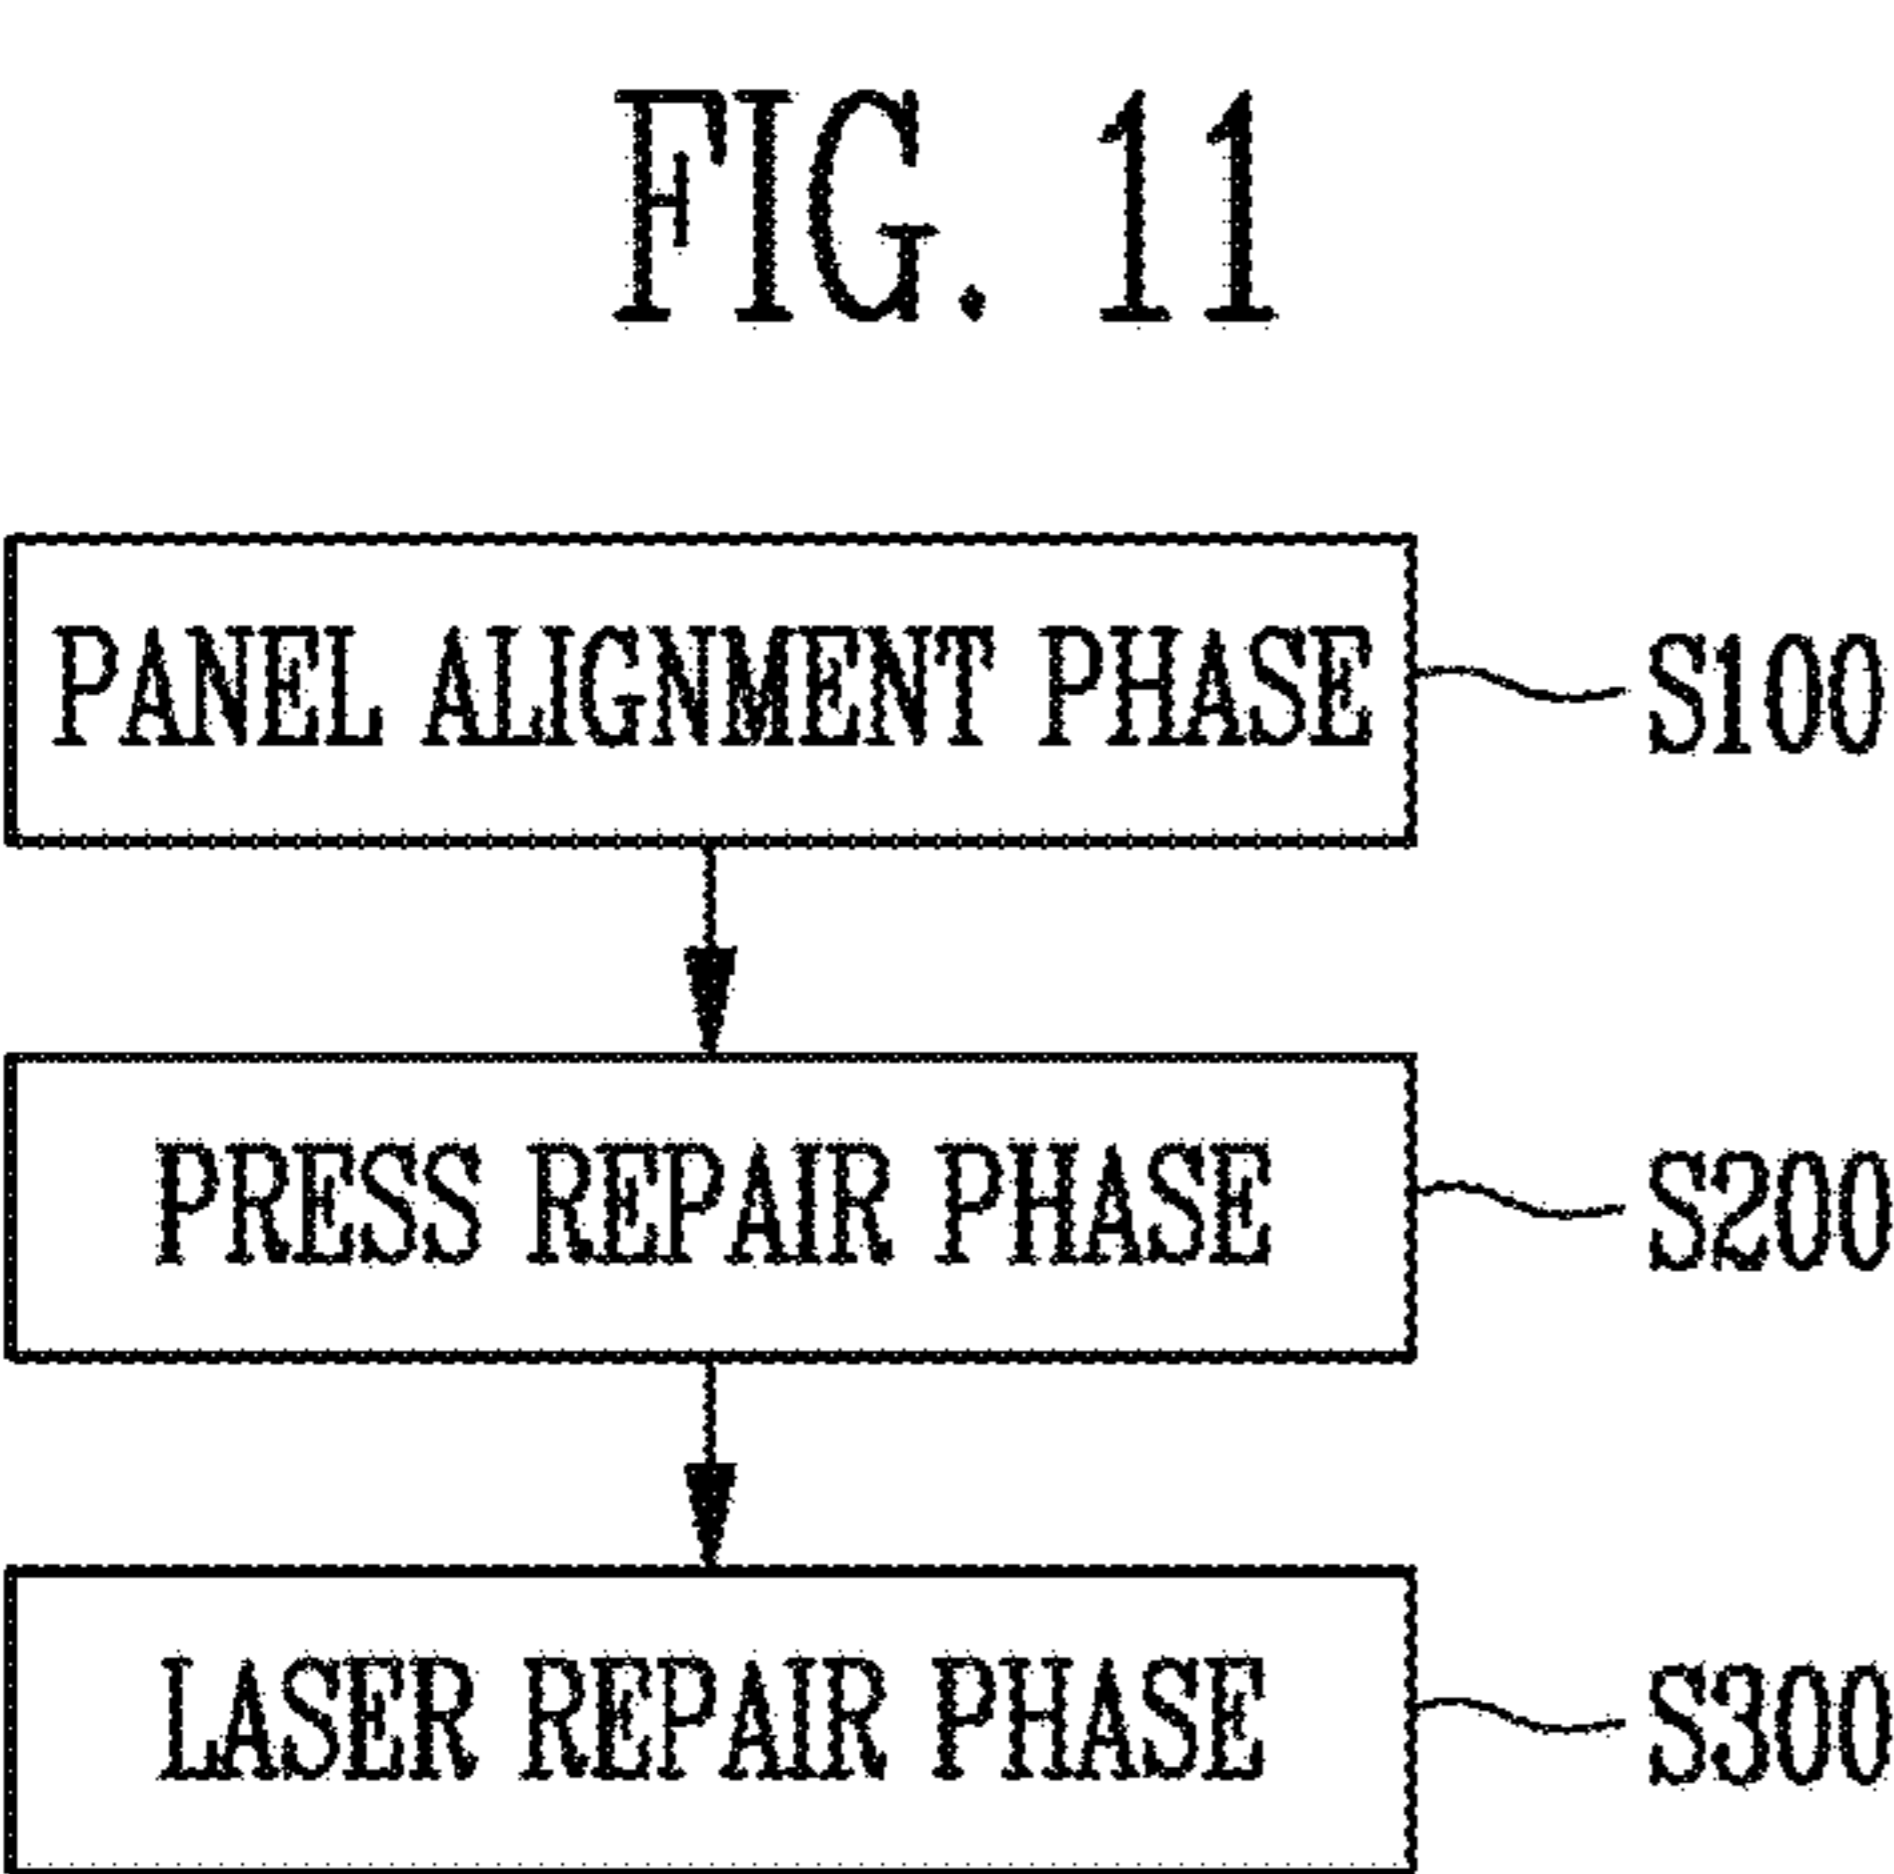 FIG. 11
PANEL ALIGNMENT PHASE
S100
PRESS REPAIR PHASE
S200
LASER REPAIR PHASE
S300